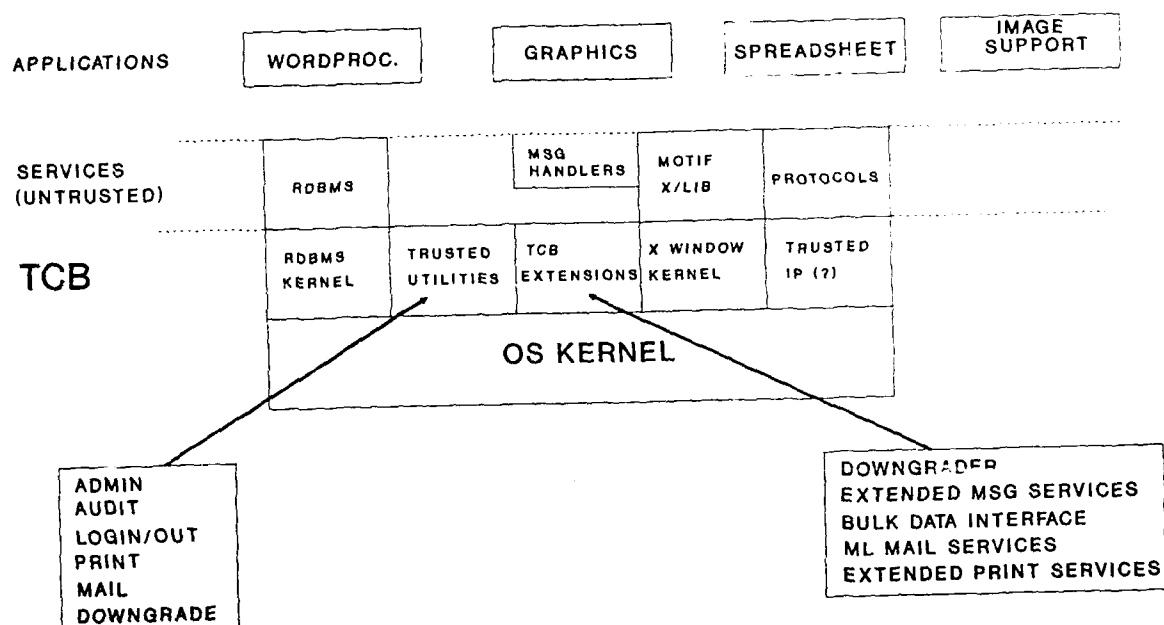 APPLICATIONS
WORDPROC.
GRAPHICS
SPREADSHEET
IMAGE
SUPPORT
SERVICES
(UNTRUSTED)
RDBMS
MSG
HANDLERS
MOTIF
X/LIB
PROTOCOLS
TCB
RDBMS
KERNEL
TRUSTED
UTILITIES
TCB
EXTENSIONS
X WINDOW
KERNEL
TRUSTED
IP (?)
OS KERNEL
ADMIN
AUDIT
LOGIN/OUT
PRINT
MAIL
DOWNGRADE
DOWNGRADER
EXTENDED MSG SERVICES
BULK DATA INTERFACE
ML MAIL SERVICES
EXTENDED PRINT SERVICES